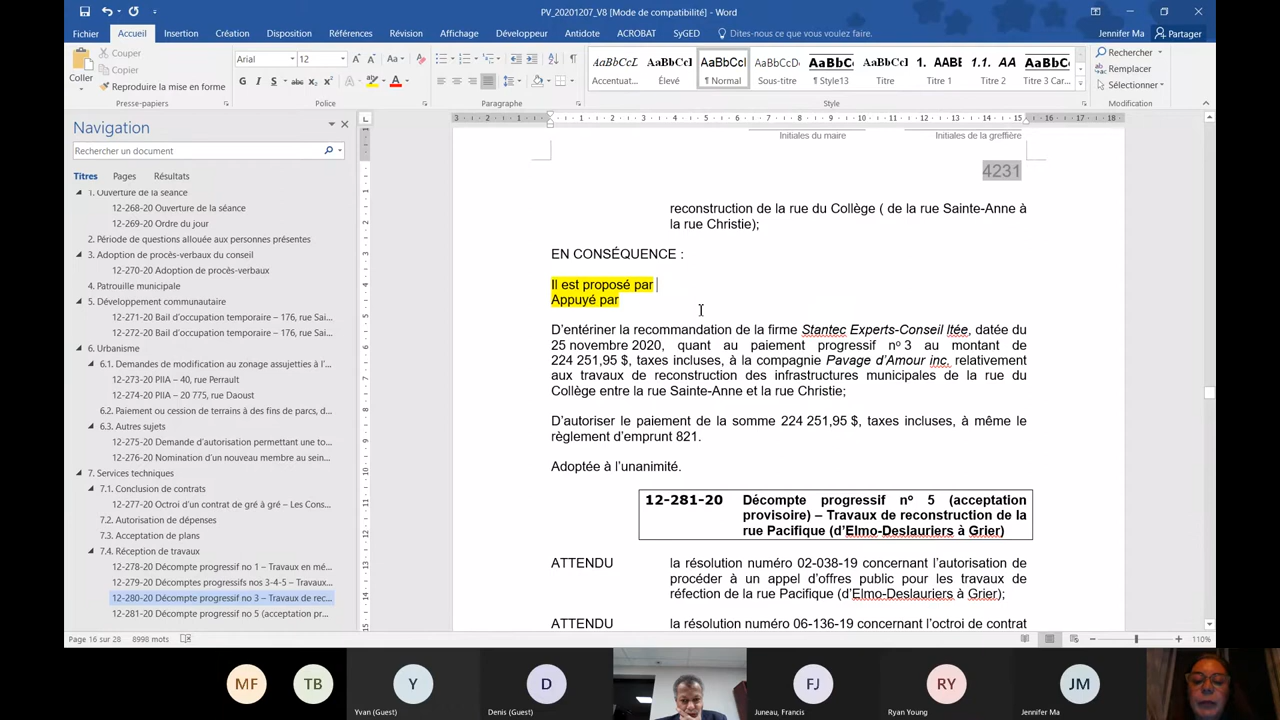 PV_20201207_V8 [Mode de compatibilité] - Word
Fichier Accueil Insertion Création Disposition Références Révision Affichage Développeur Antidote ACROBAT SyGED Dites-nous ce que vous voulez faire. Jennifer Ma Partager
Coller
Couper
Copier
Reproduire la mise en forme
Presse-papiers
Arial 12
G I S abc x₂ x²
Police
Paragraphe
AaBbCcL AaBbCcI AaBbCcI AaBbCcD AaBbCc AaBbCcI 1. AABE 1.1. AAB AaBbCc
Accentuat... Élevé ¶ Normal Sous-titre ¶ Style13 Titre Titre 1 Titre 2 Titre 3 Car...
Style
Rechercher
Remplacer
Sélectionner
Modification
Navigation
Rechercher un document
Titres Pages Résultats
1. Ouverture de la séance
12-268-20 Ouverture de la séance
12-269-20 Ordre du jour
2. Période de questions allouée aux personnes présentes
3. Adoption de procès-verbaux du conseil
12-270-20 Adoption de procès-verbaux
4. Patrouille municipale
5. Développement communautaire
12-271-20 Bail d'occupation temporaire – 176, rue Sai...
12-272-20 Bail d'occupation temporaire – 176, rue Sai...
6. Urbanisme
6.1. Demandes de modification au zonage assujetties à l'...
12-273-20 PIIA – 40, rue Perrault
12-274-20 PIIA – 20 775, rue Daoust
6.2. Paiement ou cession de terrains à des fins de parcs, d...
6.3. Autres sujets
12-275-20 Demande d'autorisation permettant une to...
12-276-20 Nomination d'un nouveau membre au sein...
7. Services techniques
7.1. Conclusion de contrats
12-277-20 Octroi d'un contrat de gré à gré – Les Cons...
7.2. Autorisation de dépenses
7.3. Acceptation de plans
7.4. Réception de travaux
12-278-20 Décompte progressif no 1 – Travaux en mé...
12-279-20 Décomptes progressifs nos 3-4-5 – Travaux...
12-280-20 Décompte progressif no 3 – Travaux de rec...
12-281-20 Décompte progressif no 5 (acceptation pr...
Initiales du maire Initiales de la greffière
4231
reconstruction de la rue du Collège ( de la rue Sainte-Anne à
la rue Christie);
EN CONSÉQUENCE :
Il est proposé par
Appuyé par
D'entériner la recommandation de la firme Stantec Experts-Conseil ltée, datée du
25 novembre 2020, quant au paiement progressif nº 3 au montant de
224 251,95 $, taxes incluses, à la compagnie Pavage d'Amour inc. relativement
aux travaux de reconstruction des infrastructures municipales de la rue du
Collège entre la rue Sainte-Anne et la rue Christie;
D'autoriser le paiement de la somme 224 251,95 $, taxes incluses, à même le
règlement d'emprunt 821.
Adoptée à l'unanimité.
12-281-20 Décompte progressif nº 5 (acceptation
provisoire) – Travaux de reconstruction de la
rue Pacifique (d'Elmo-Deslauriers à Grier)
ATTENDU la résolution numéro 02-038-19 concernant l'autorisation de
procéder à un appel d'offres public pour les travaux de
réfection de la rue Pacifique (d'Elmo-Deslauriers à Grier);
ATTENDU la résolution numéro 06-136-19 concernant l'octroi de contrat
Page 16 sur 28 8998 mots 110%
MF TB Y D FJ RY JM
Yvan (Guest) Denis (Guest) Juneau, Francis Ryan Young Jennifer Ma